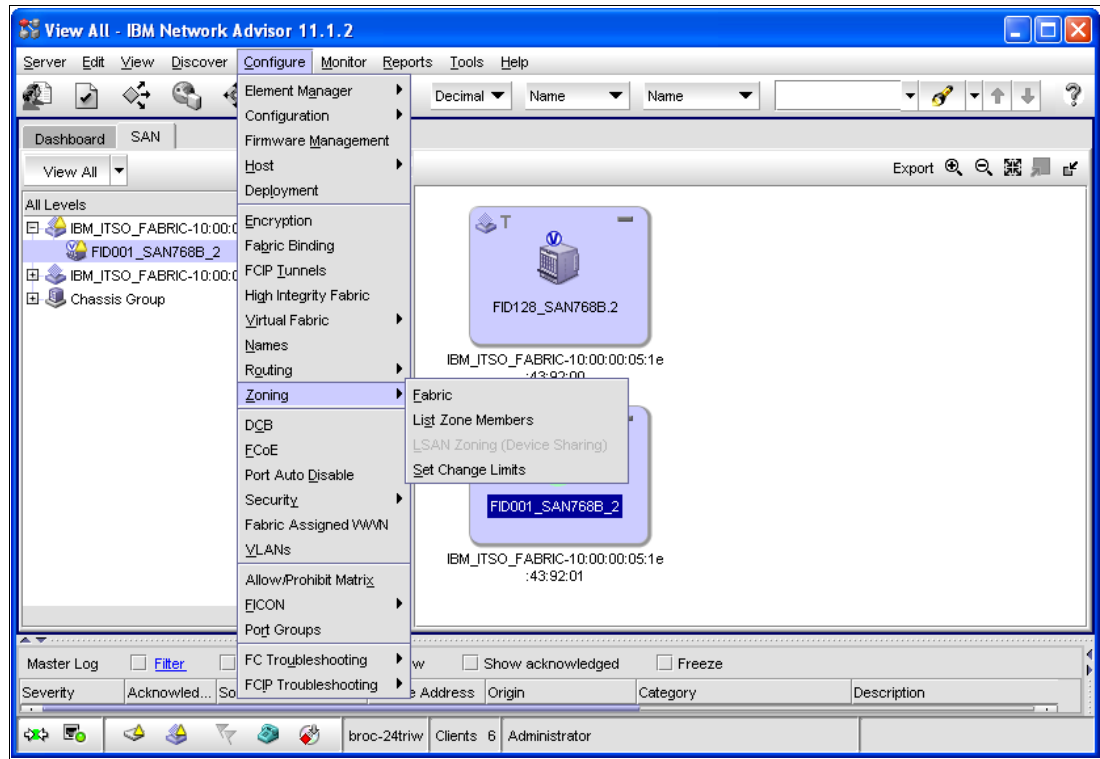 View All - IBM Network Advisor 11.1.2
Server Edit View Discover Configure Monitor Reports Tools Help
Decimal Name Name
Dashboard SAN
View All
Export
All Levels
IBM_ITSO_FABRIC-10:00:0
FID001_SAN768B_2
IBM_ITSO_FABRIC-10:00:0
Chassis Group
Element Manager
Configuration
Firmware Management
Host
Deployment
Encryption
Fabric Binding
FCIP Tunnels
High Integrity Fabric
Virtual Fabric
Names
Routing
Zoning
DCB
FCoE
Port Auto Disable
Security
Fabric Assigned WWN
VLANs
Allow/Prohibit Matrix
FICON
Port Groups
FC Troubleshooting
FCIP Troubleshooting
Fabric
List Zone Members
LSAN Zoning (Device Sharing)
Set Change Limits
T
V
FID128_SAN768B.2
IBM_ITSO_FABRIC-10:00:00:05:1e
:43:92:00
FID001_SAN768B_2
IBM_ITSO_FABRIC-10:00:00:05:1e
:43:92:01
Master Log Filter w Show acknowledged Freeze
Severity Acknowled... So e Address Origin Category Description
broc-24triw Clients 6 Administrator